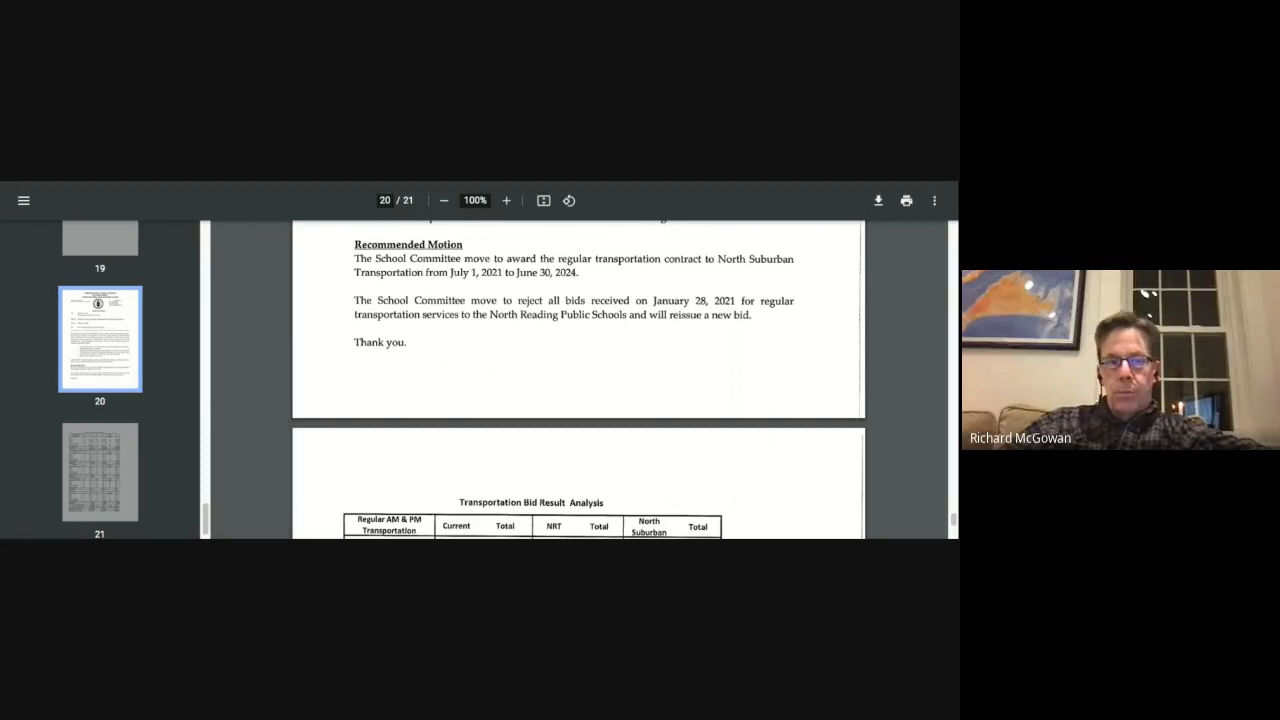 20 / 21
100%
19
20
21
Recommended Motion
The School Committee move to award the regular transportation contract to North Suburban
Transportation from July 1, 2021 to June 30, 2024.
The School Committee move to reject all bids received on January 28, 2021 for regular
transportation services to the North Reading Public Schools and will reissue a new bid.
Thank you.
Transportation Bid Result Analysis
Regular AM & PM Transportation Current Total NRT Total North Suburban Total
Richard McGowan